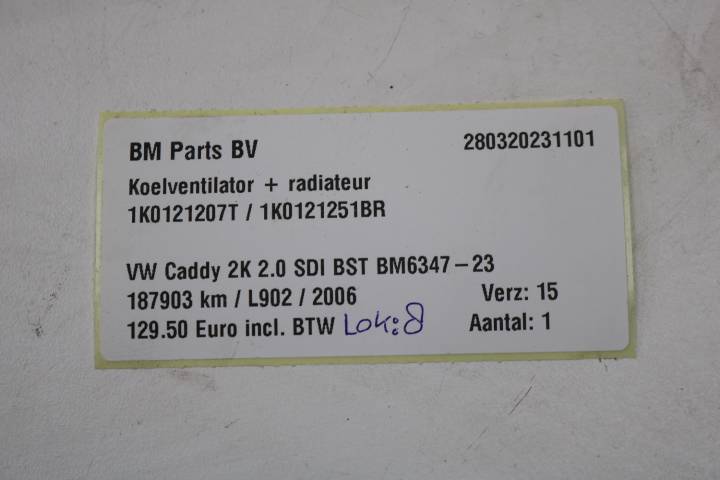 BM Parts BV 280320231101
Koelventilator + radiateur
1K0121207T / 1K0121251BR
VW Caddy 2K 2.0 SDI BST BM6347-23
187903 km / L902 / 2006 Verz: 15
129.50 Euro incl. BTW Lok:8 Aantal: 1